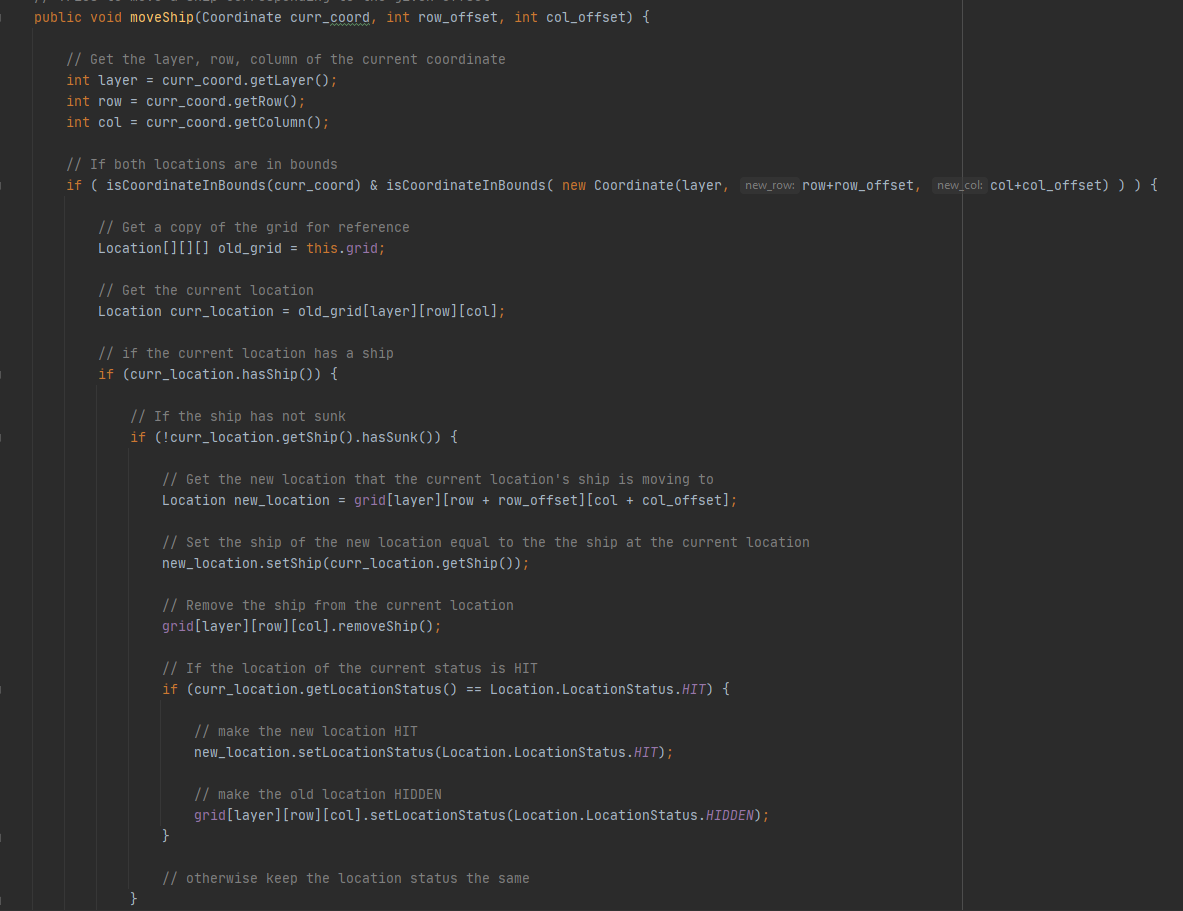 public void moveShip(Coordinate curr_coord, int row_offset, int col_offset) {
// Get the layer, row, column of the current coordinate
int layer = curr_coord.getLayer();
int row = curr_coord.getRow();
int col = curr_coord.getColumn();
// If both locations are in bounds
if ( isCoordinateInBounds(curr_coord) & isCoordinateInBounds( new Coordinate(layer, new_row: row+row_offset, new_col: col+col_offset) ) ) {
// Get a copy of the grid for reference
Location[][][] old_grid = this.grid;
// Get the current location
Location curr_location = old_grid[layer][row][col];
// if the current location has a ship
if (curr_location.hasShip()) {
// If the ship has not sunk
if (!curr_location.getShip().hasSunk()) {
// Get the new location that the current location's ship is moving to
Location new_location = grid[layer][row + row_offset][col + col_offset];
// Set the ship of the new location equal to the the ship at the current location
new_location.setShip(curr_location.getShip());
// Remove the ship from the current location
grid[layer][row][col].removeShip();
// If the location of the current status is HIT
if (curr_location.getLocationStatus() == Location.LocationStatus.HIT) {
// make the new location HIT
new_location.setLocationStatus(Location.LocationStatus.HIT);
// make the old location HIDDEN
grid[layer][row][col].setLocationStatus(Location.LocationStatus.HIDDEN);
}
// otherwise keep the location status the same
}